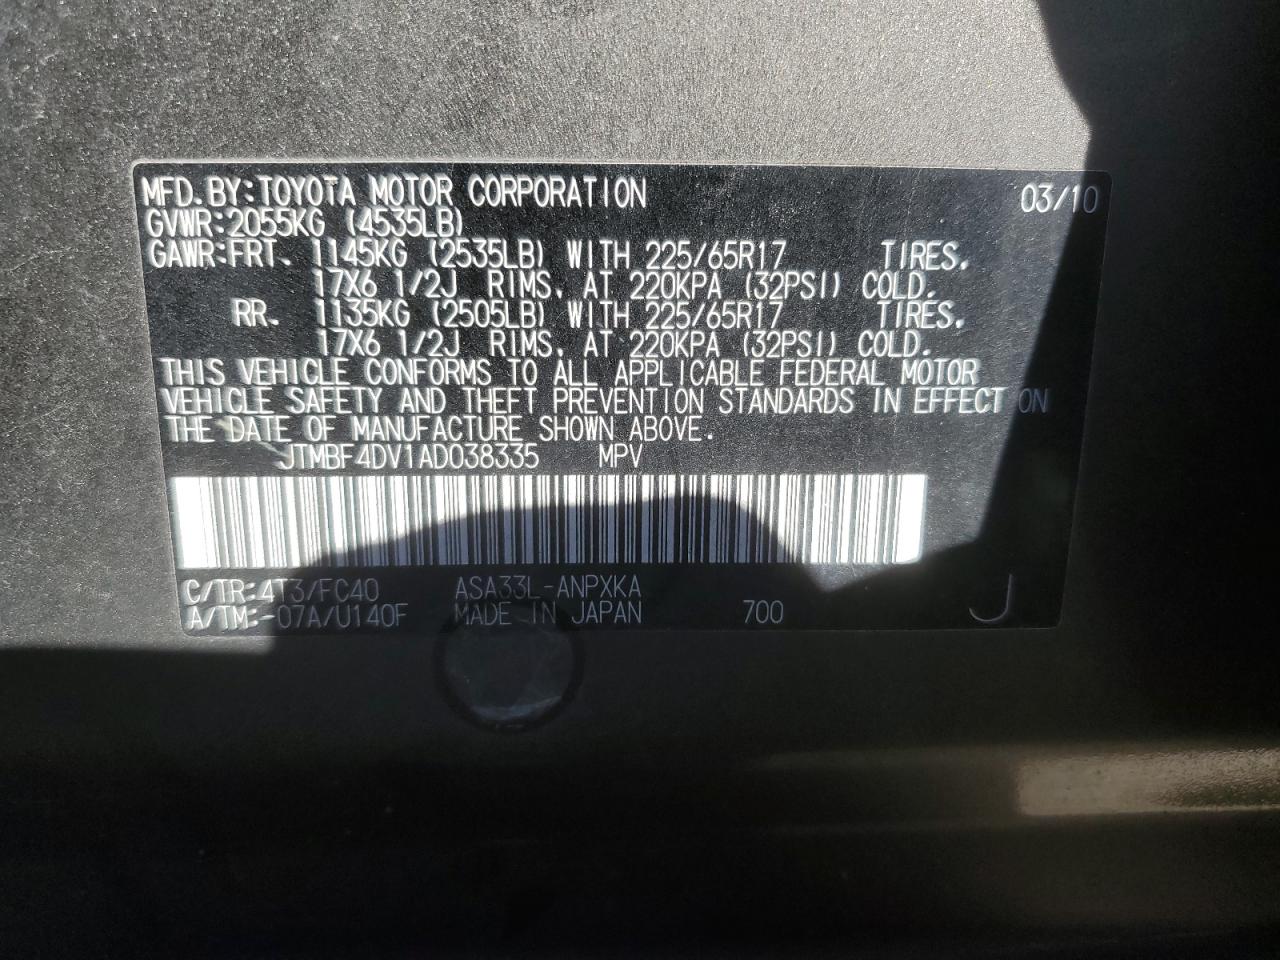 MFD. BY: TOYOTA MOTOR CORPORATION 03/10
GVWR: 2055KG (4535LB)
GAWR: FRT. 1145KG (2535LB) WITH 225/65R17 TIRES.
17X6 1/2J RIMS. AT 220KPA (32PSI) COLD.
RR. 1135KG (2505LB) WITH 225/65R17 TIRES.
17X6 1/2J RIMS. AT 220KPA (32PSI) COLD.
THIS VEHICLE CONFORMS TO ALL APPLICABLE FEDERAL MOTOR
VEHICLE SAFETY AND THEFT PREVENTION STANDARDS IN EFFECT ON
THE DATE OF MANUFACTURE SHOWN ABOVE.
JTMBF4DV1AD038335 MPV
C/TR: 4T3/FC40 ASA33L-ANPXKA
A/TM: -07A/U140F MADE IN JAPAN 700 J